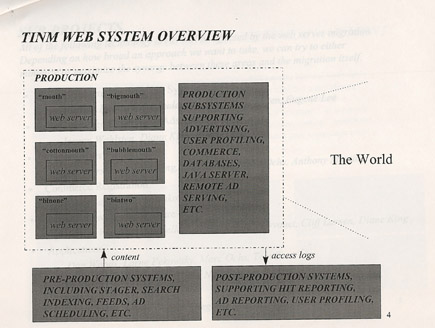 TINM WEB SYSTEM OVERVIEW
PRODUCTION
"mouth"
web server
"bigmouth"
web server
"cottonmouth"
web server
"bubblemouth"
web server
"binone"
web server
"bintwo"
web server
PRODUCTION
SUBSYSTEMS
SUPPORTING
ADVERTISING,
USER PROFILING,
COMMERCE,
DATABASES,
JAVA SERVER,
REMOTE AD
SERVING,
ETC.
The World
content
access logs
PRE-PRODUCTION SYSTEMS,
INCLUDING STAGER, SEARCH
INDEXING, FEEDS, AD
SCHEDULING, ETC.
POST-PRODUCTION SYSTEMS,
SUPPORTING HIT REPORTING,
AD REPORTING, USER PROFILING,
ETC.
4